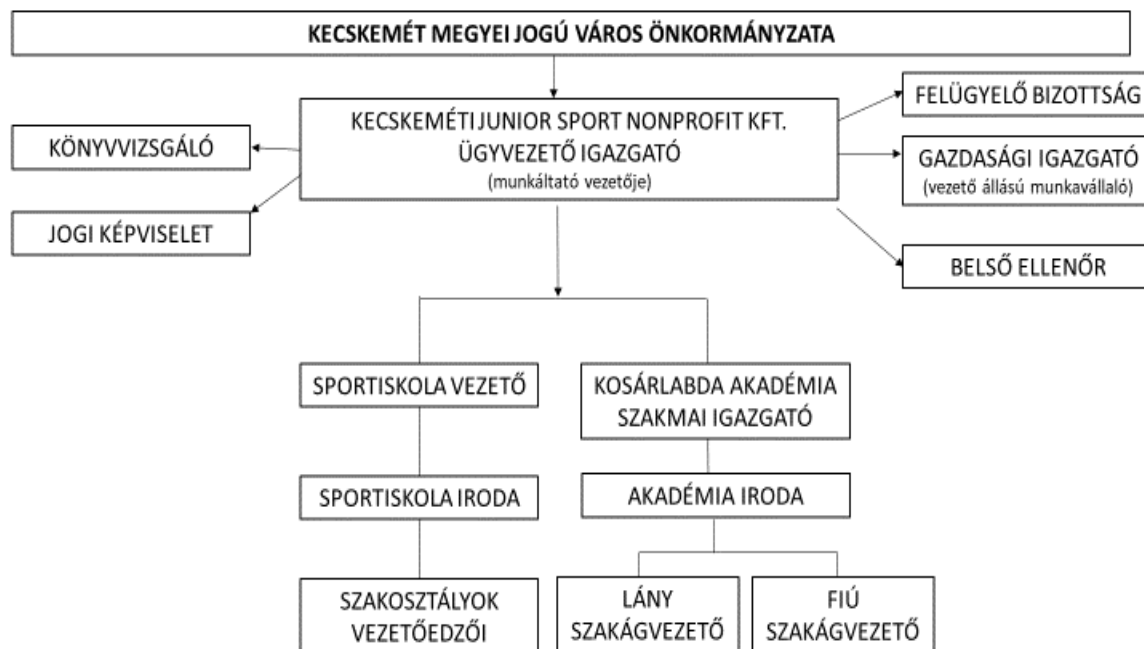 KECSKEMÉT MEGYEI JOGÚ VÁROS ÖNKORMÁNYZATA
KECSKEMÉTI JUNIOR SPORT NONPROFIT KFT.
ÜGYVEZETŐ IGAZGATÓ
(munkáltató vezetője)
KÖNYVVIZSGÁLÓ
JOGI KÉPVISELET
FELÜGYELŐ BIZOTTSÁG
GAZDASÁGI IGAZGATÓ
(vezető állású munkavállaló)
BELSŐ ELLENŐR
SPORTISKOLA VEZETŐ
KOSÁRLABDA AKADÉMIA
SZAKMAI IGAZGATÓ
SPORTISKOLA IRODA
AKADÉMIA IRODA
SZAKOSZTÁLYOK
VEZETŐEDZŐI
LÁNY
SZAKÁGVEZETŐ
FIÚ
SZAKÁGVEZETŐ